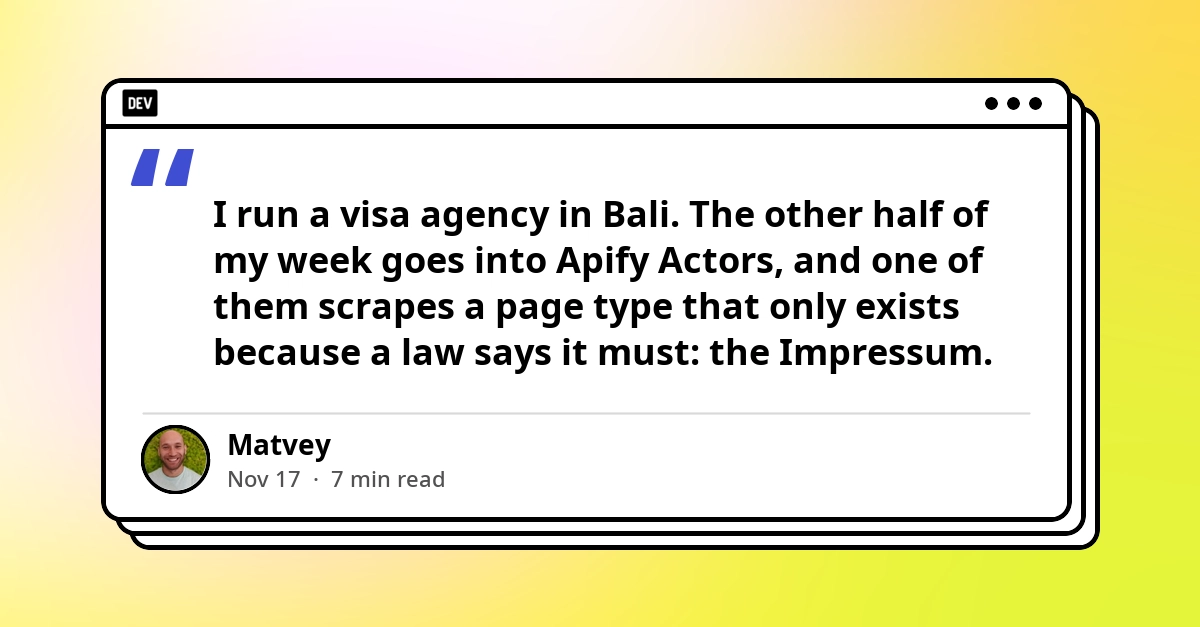 DEV
“
I run a visa agency in Bali. The other half of
my week goes into Apify Actors, and one of
them scrapes a page type that only exists
because a law says it must: the Impressum.
Matvey
Nov 17 · 7 min read